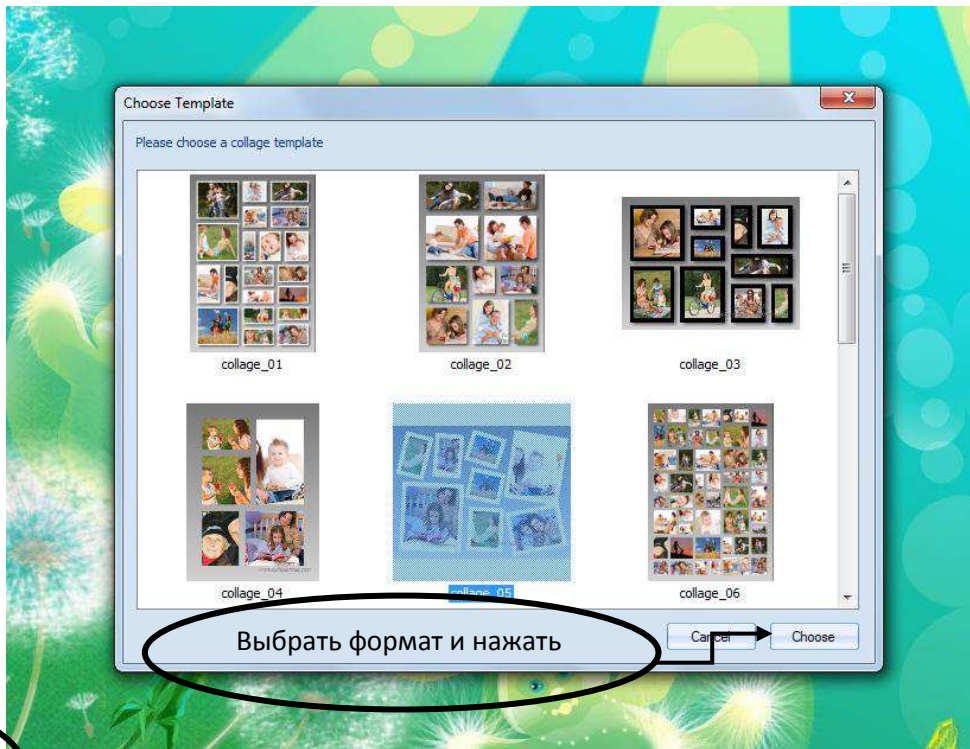 Choose Template
Please choose a collage template
collage_01
collage_02
collage_03
collage_04
collage_05
collage_06
Выбрать формат и нажать
Cancel
Choose